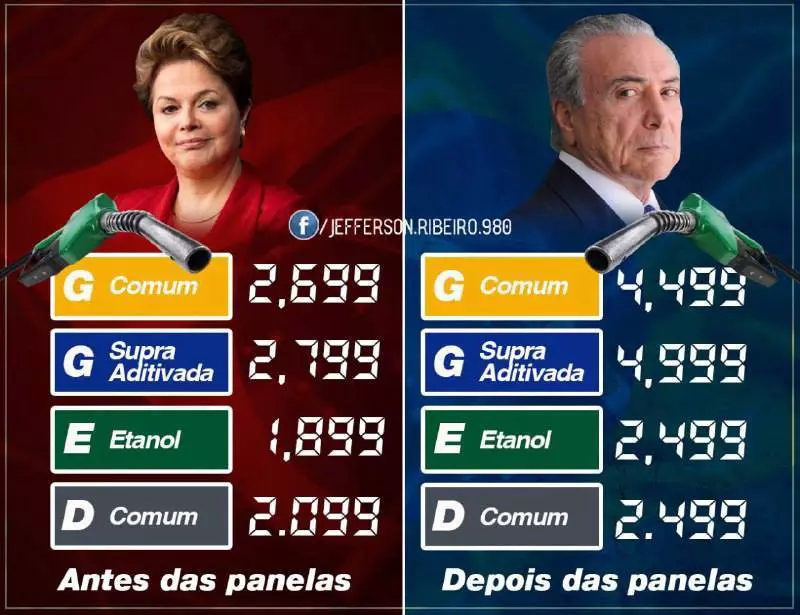 f/JEFFERSON.RIBEIRO.980
G Comum 2,699
G Supra
Aditivada 2,799
E Etanol 1,899
D Comum 2.099
Antes das panelas
G Comum 4,499
G Supra
Aditivada 4,999
E Etanol 2,499
D Comum 2.499
Depois das panelas